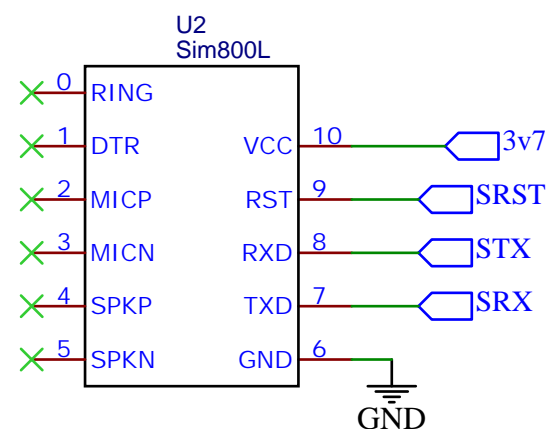 U2
Sim800L
0 RING
1 DTR VCC 10 3v7
2 MICP RST 9 SRST
3 MICN RXD 8 STX
4 SPKP TXD 7 SRX
5 SPKN GND 6
GND